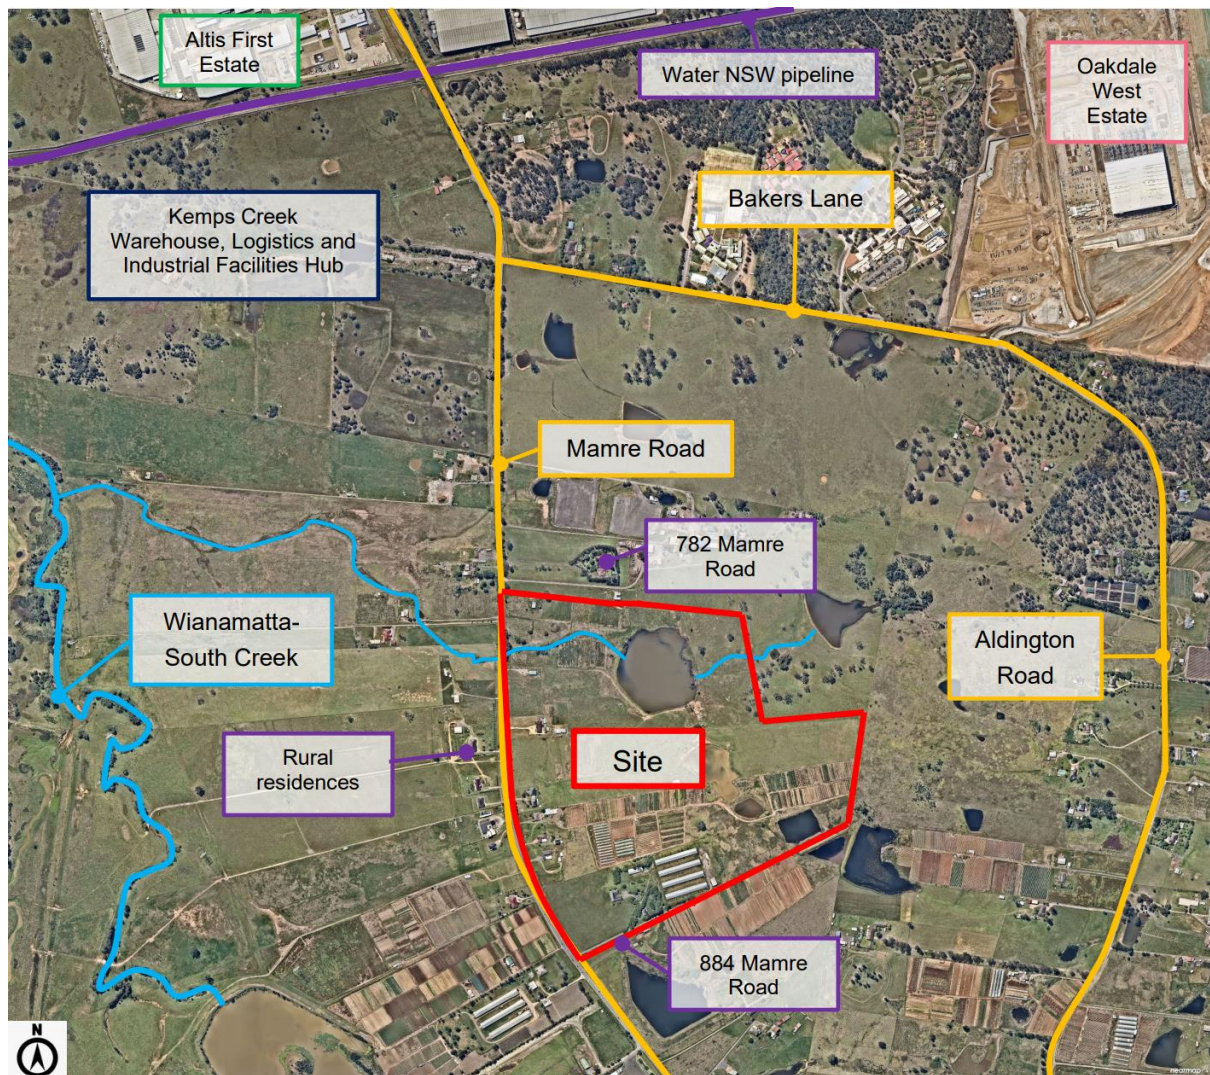 Altis First
Estate
Water NSW pipeline
Oakdale
West
Estate
Kemps Creek
Warehouse, Logistics and
Industrial Facilities Hub
Bakers Lane
Mamre Road
782 Mamre
Road
Wianamatta-
South Creek
Aldington
Road
Rural
residences
Site
884 Mamre
Road
N
nearmap